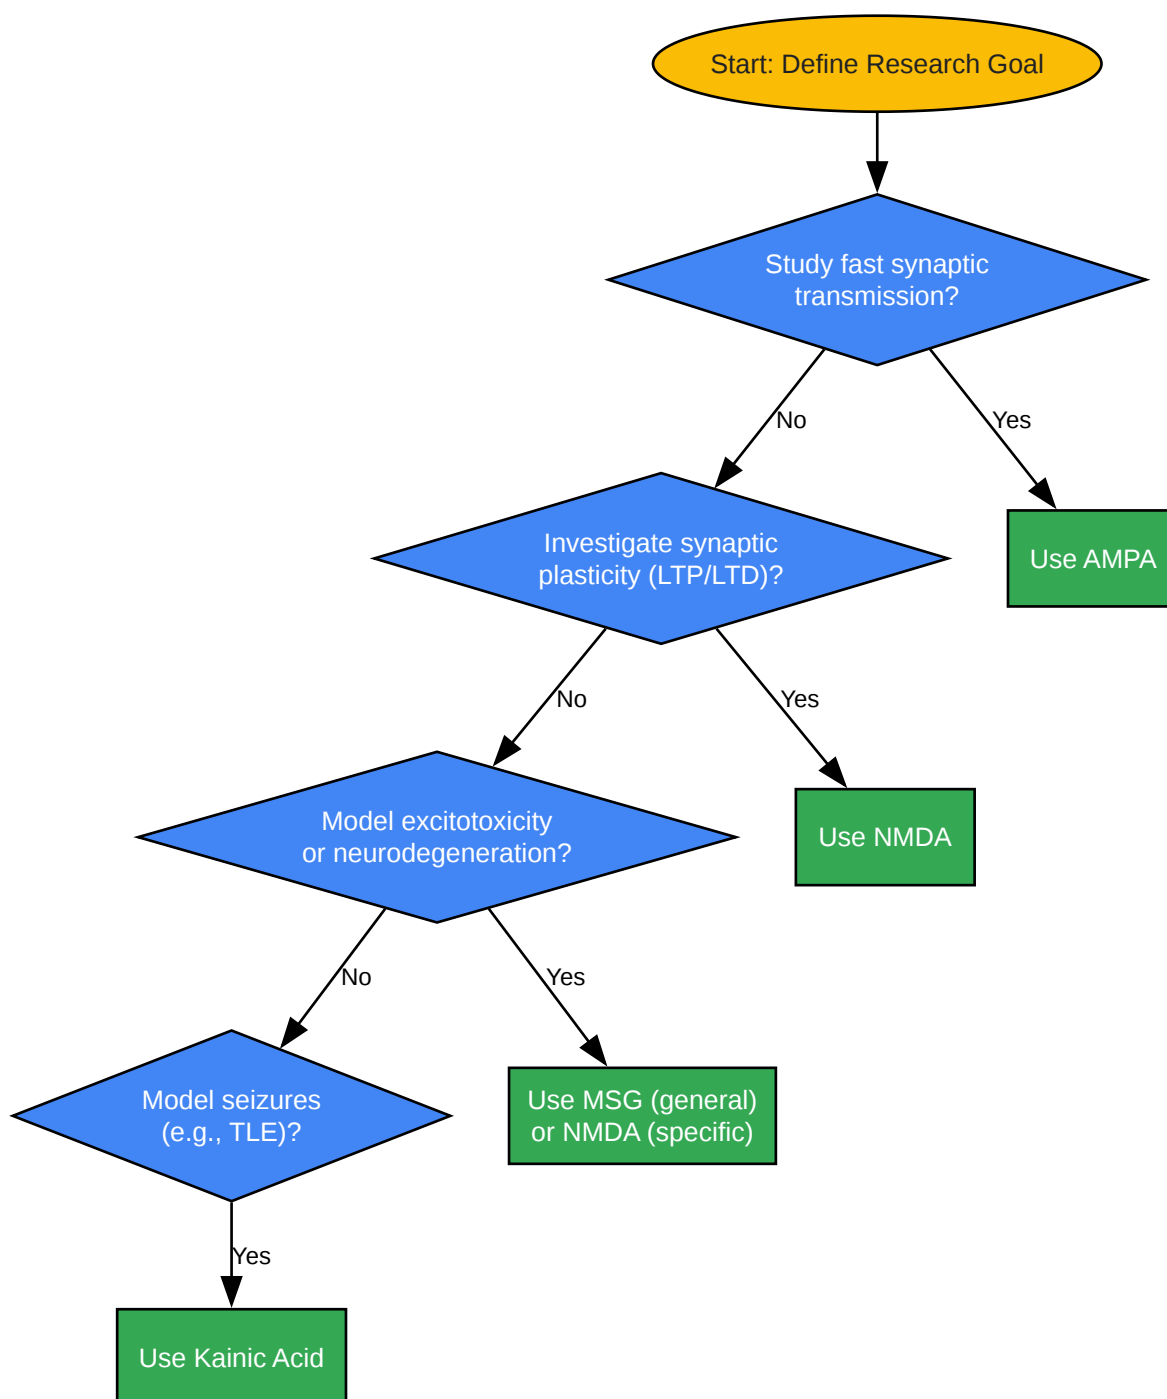 Start: Define Research Goal
Study fast synaptic
transmission?
No
Yes
Investigate synaptic
plasticity (LTP/LTD)?
Use AMPA
No
Yes
Model excitotoxicity
or neurodegeneration?
Use NMDA
No
Yes
Model seizures
(e.g., TLE)?
Use MSG (general)
or NMDA (specific)
Yes
Use Kainic Acid